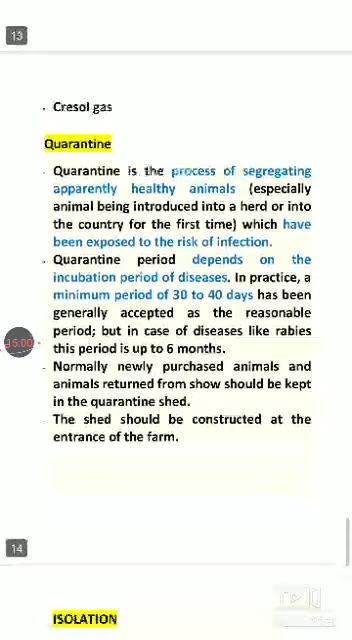 13
- Cresol gas
Quarantine
- Quarantine is the process of segregating
apparently healthy animals (especially
animal being introduced into a herd or into
the country for the first time) which have
been exposed to the risk of infection.
- Quarantine period depends on the
incubation period of diseases. In practice, a
minimum period of 30 to 40 days has been
generally accepted as the reasonable
period; but in case of diseases like rabies
15:00
this period is up to 6 months.
- Normally newly purchased animals and
animals returned from show should be kept
in the quarantine shed.
- The shed should be constructed at the
entrance of the farm.
14
ISOLATION